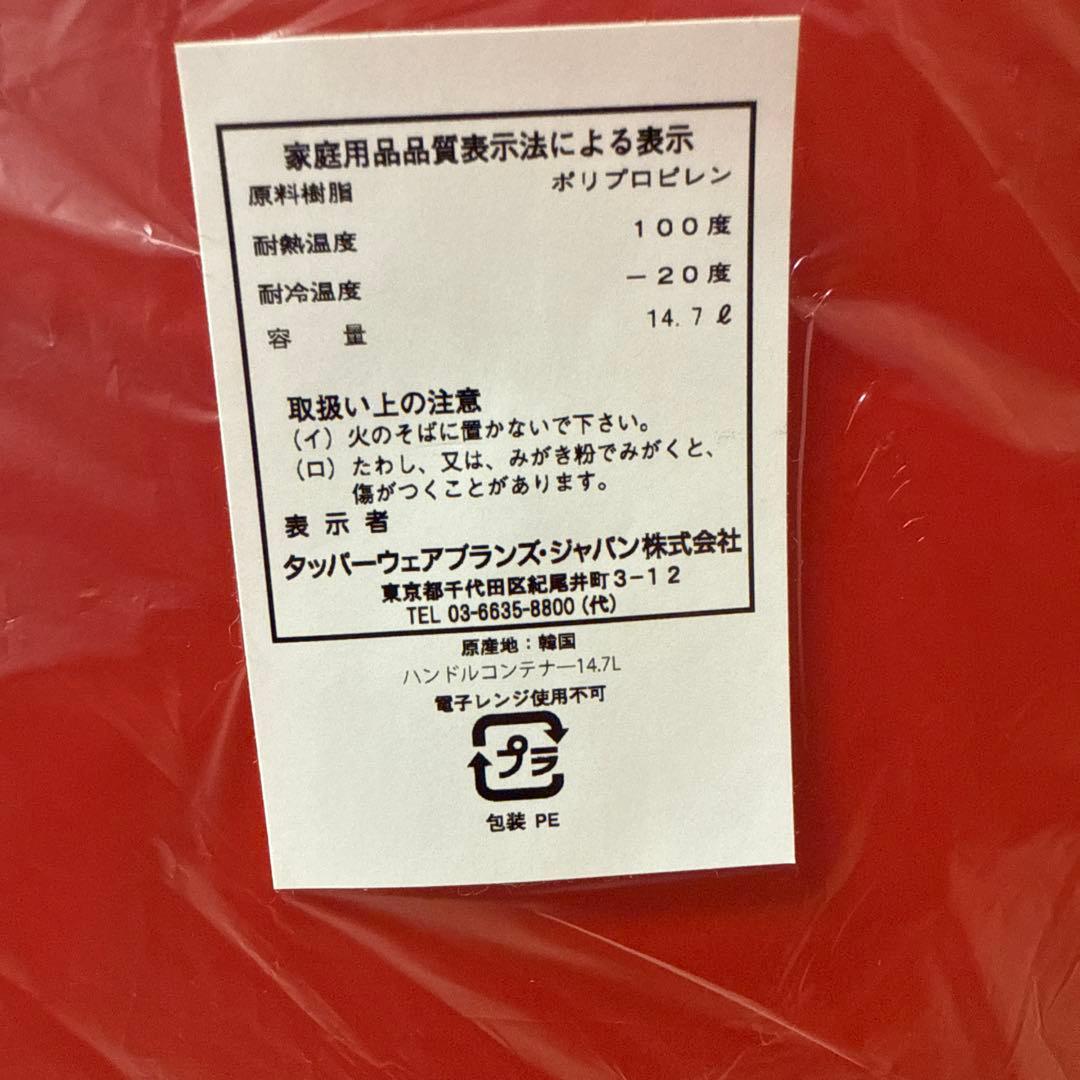 家庭用品品質表示法による表示
原料樹脂 ポリプロピレン
耐熱温度 100度
耐冷温度 −20度
容 量 14.7ℓ
取扱い上の注意
（イ）火のそばに置かないで下さい。
（ロ）たわし、又は、みがき粉でみがくと、
傷がつくことがあります。
表示者
タッパーウェアブランズ・ジャパン株式会社
東京都千代田区紀尾井町3−12
TEL 03-6635-8800（代）
原産地：韓国
ハンドルコンテナー14.7L
電子レンジ使用不可
プラ
包装 PE